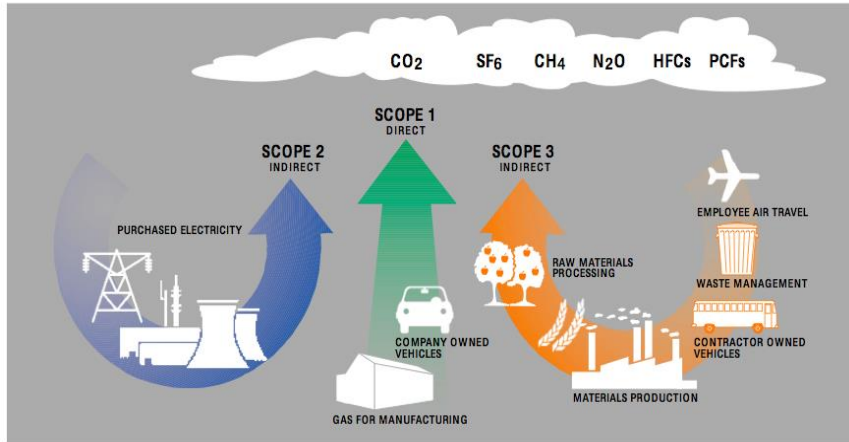 CO2 SF6 CH4 N2O HFCs PCFs
SCOPE 1
DIRECT
SCOPE 2
INDIRECT
SCOPE 3
INDIRECT
PURCHASED ELECTRICITY
COMPANY OWNED
VEHICLES
GAS FOR MANUFACTURING
RAW MATERIALS
PROCESSING
MATERIALS PRODUCTION
EMPLOYEE AIR TRAVEL
WASTE MANAGEMENT
CONTRACTOR OWNED
VEHICLES